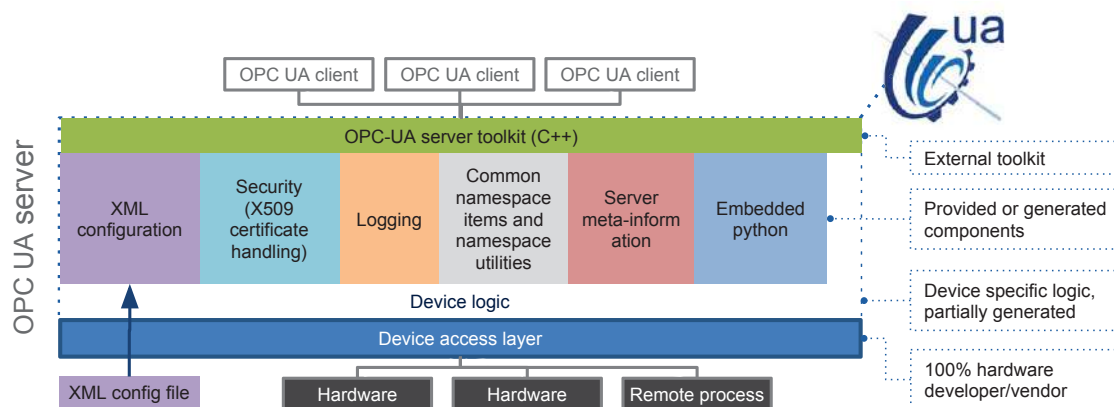 ua
OPC UA client
OPC UA client
OPC UA client
OPC UA server
OPC-UA server toolkit (C++)
XML
configuration
Security
(X509
certificate
handling)
Logging
Common
namespace
items and
namespace
utilities
Server
meta-inform
ation
Embedded
python
External toolkit
Provided or generated
components
Device logic
Device specific logic,
partially generated
Device access layer
100% hardware
developer/vendor
XML config file
Hardware
Hardware
Remote process